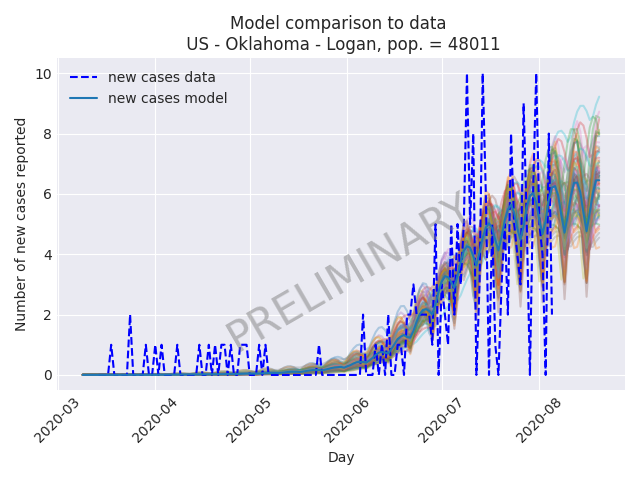 Model comparison to data
US - Oklahoma - Logan, pop. = 48011
new cases data
new cases model
Number of new cases reported
10
8
6
4
2
0
PRELIMINARY
2020-03
2020-04
2020-05
2020-06
2020-07
2020-08
Day